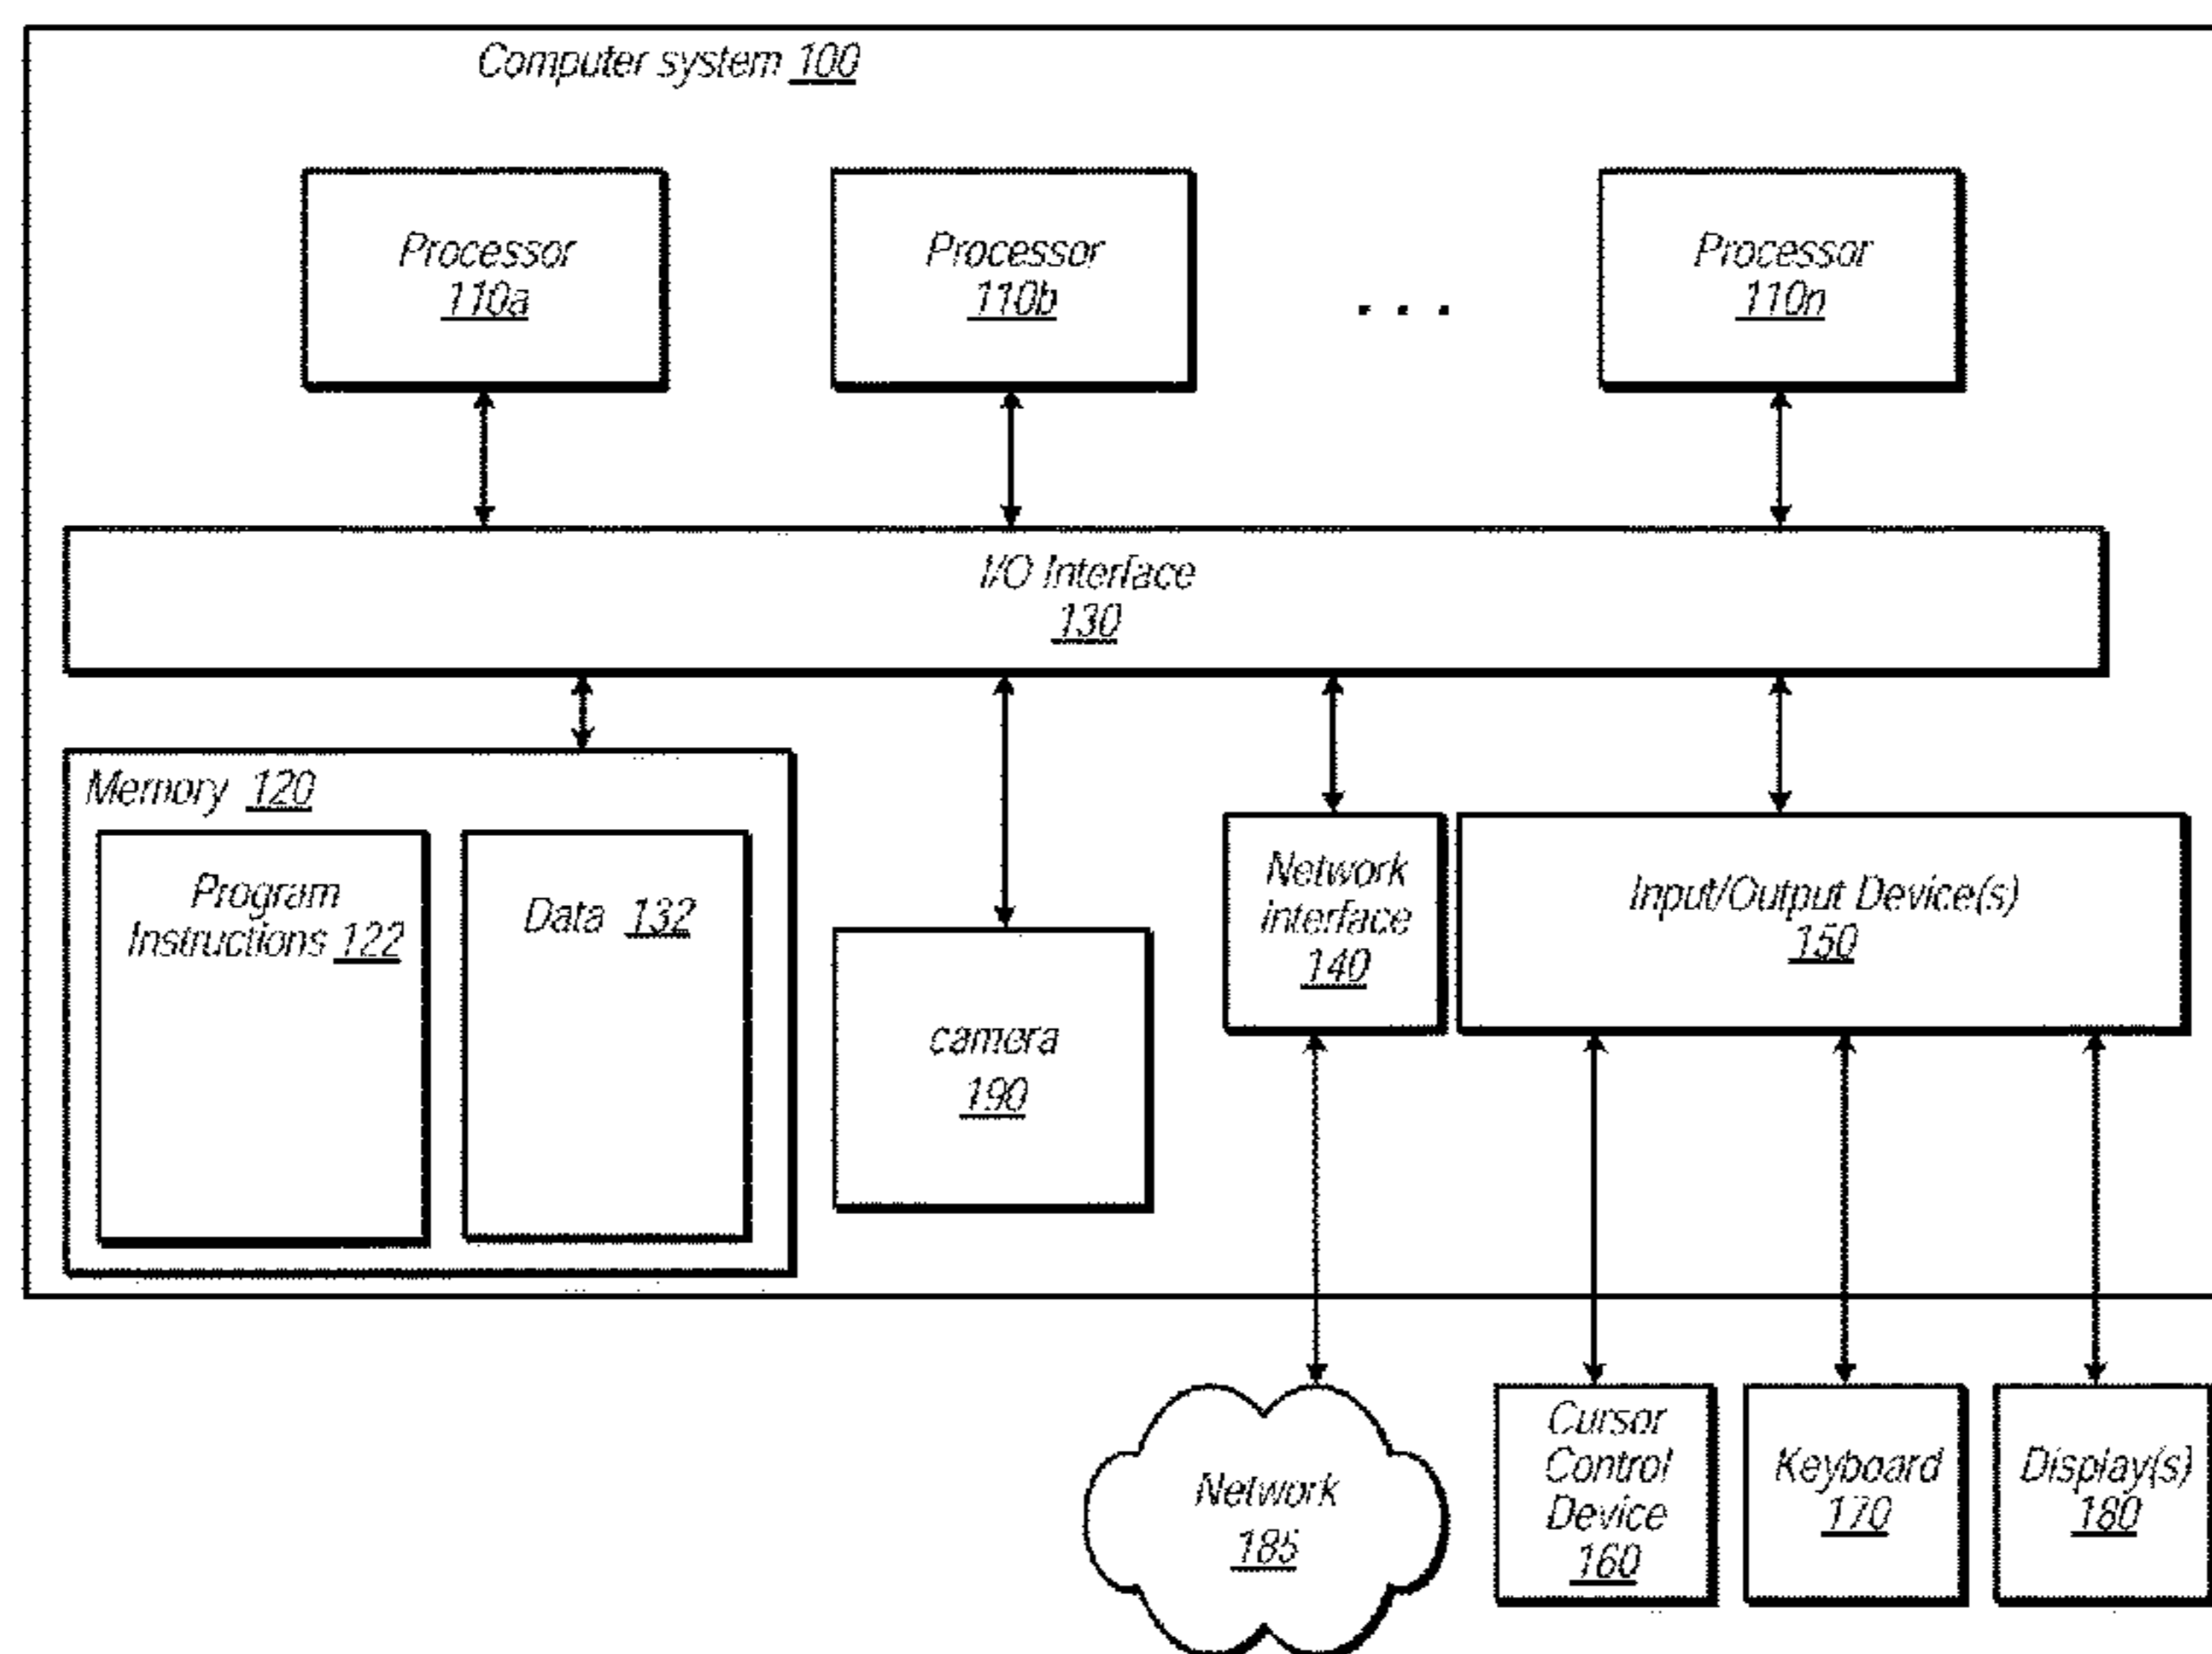 Computer system 100
Processor
110a
Processor
110b
. . .
Processor
110n
I/O Interface
130
Memory 120
Program
Instructions 122
Data 132
camera
190
Network
interface
140
Input/Output Device(s)
150
Network
185
Cursor
Control
Device
160
Keyboard
170
Display(s)
180